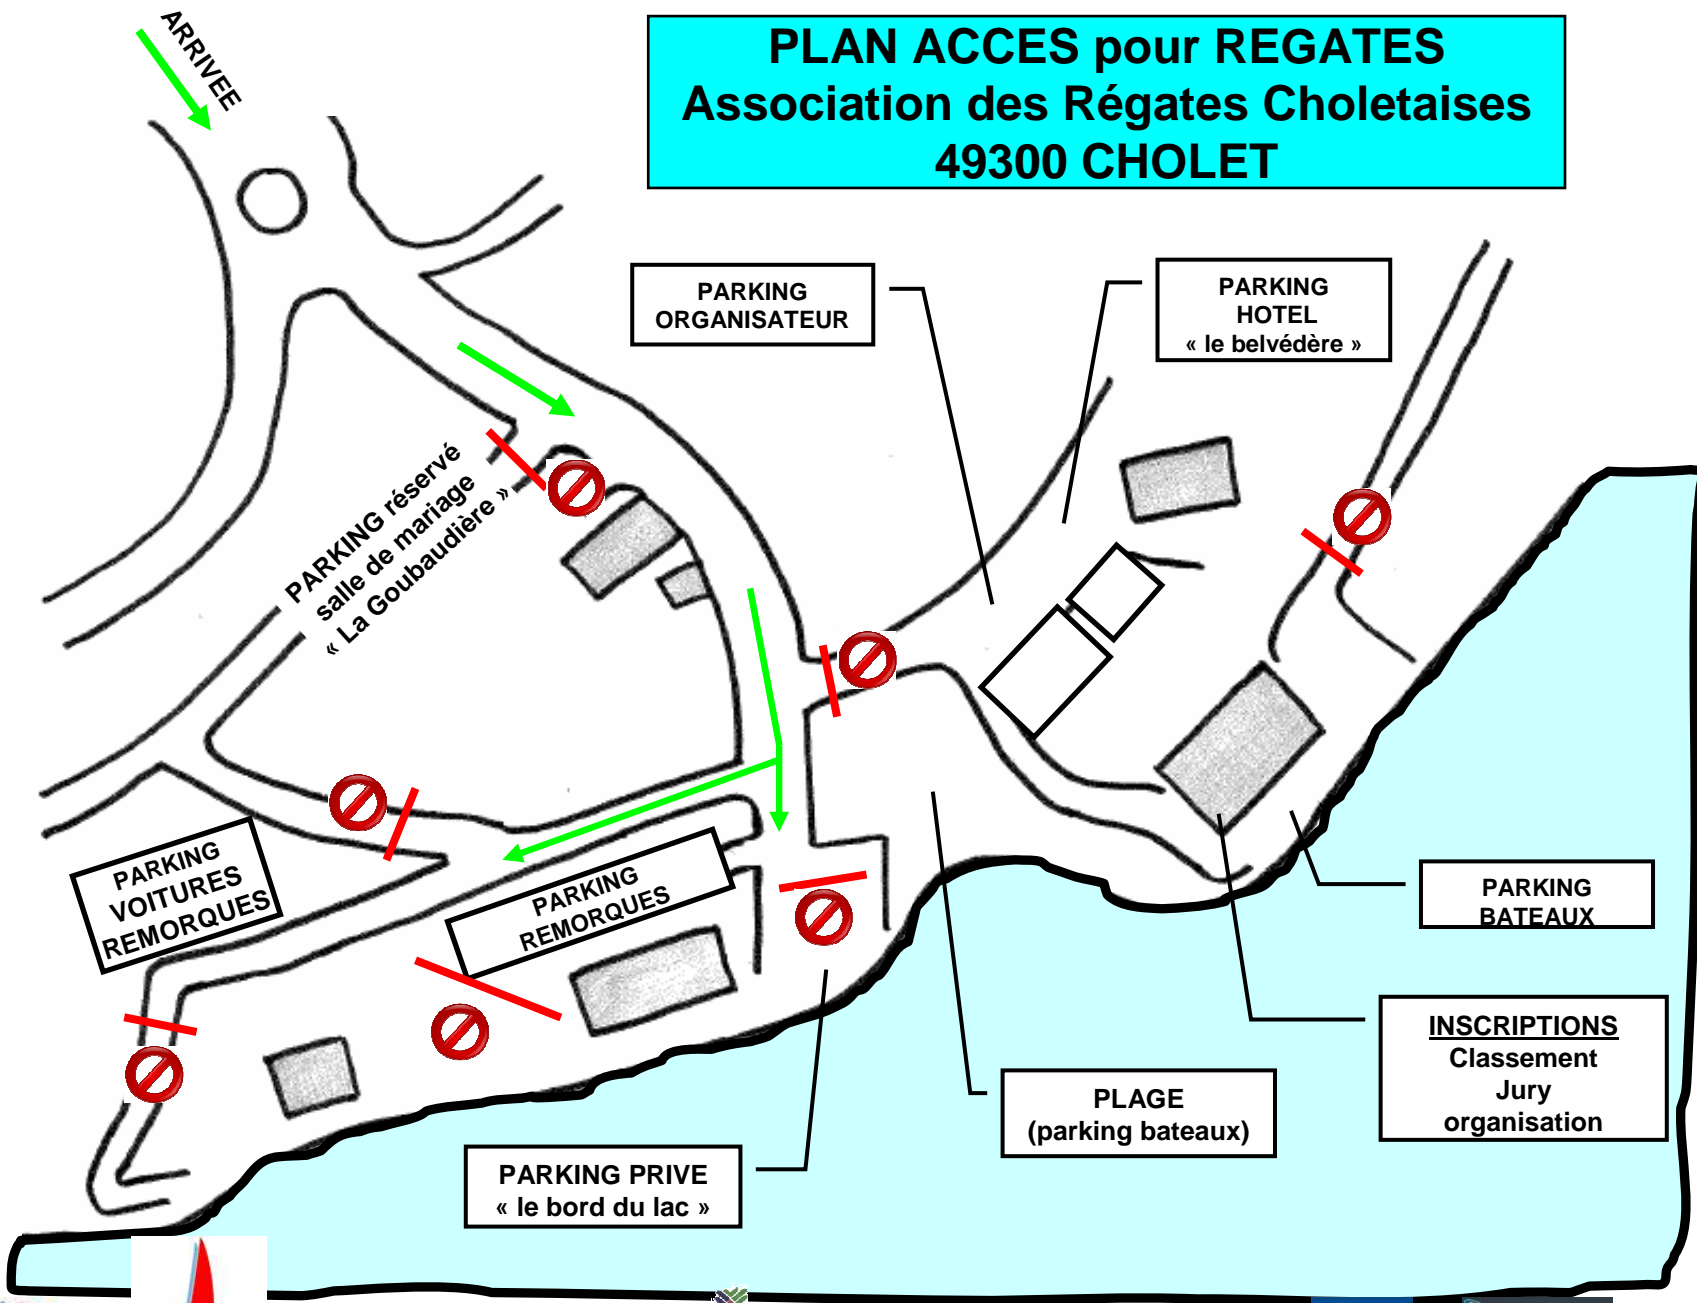 ARRIVEE
PLAN ACCES pour REGATES
Association des Régates Choletaises
49300 CHOLET
PARKING
ORGANISATEUR
PARKING
HOTEL
« le belvédère »
PARKING réservé
salle de mariage
« La Goubaudière »
PARKING
VOITURES
REMORQUES
PARKING
REMORQUES
PARKING
BATEAUX
INSCRIPTIONS
Classement
Jury
organisation
PLAGE
(parking bateaux)
PARKING PRIVE
« le bord du lac »